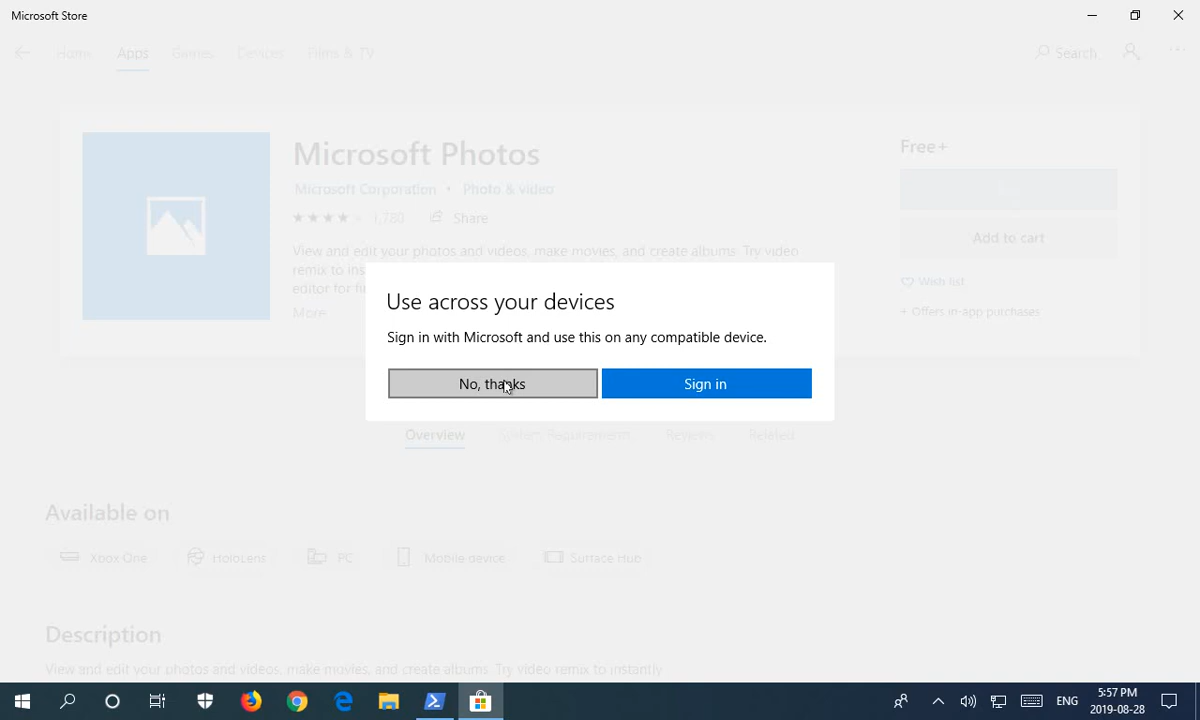 Microsoft Store
Home Apps Games Devices Films & TV Search
Microsoft Photos
Free+
Microsoft Corporation • Photo & video
1,780 Share
Add to cart
View and edit your photos and videos, make movies, and create albums. Try video
remix to ins
editor for fi
Wish list
More
+ Offers in-app purchases
Use across your devices
Sign in with Microsoft and use this on any compatible device.
No, thanks Sign in
Overview System Requirements Reviews Related
Available on
Xbox One HoloLens PC Mobile device Surface Hub
Description
View and edit your photos and videos, make movies, and create albums. Try video remix to instantly
ENG
5:57 PM
2019-08-28